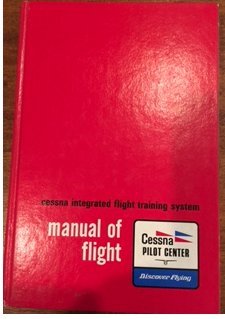 cessna integrated flight training system
manual of
flight
Cessna
PILOT CENTER
Discover Flying